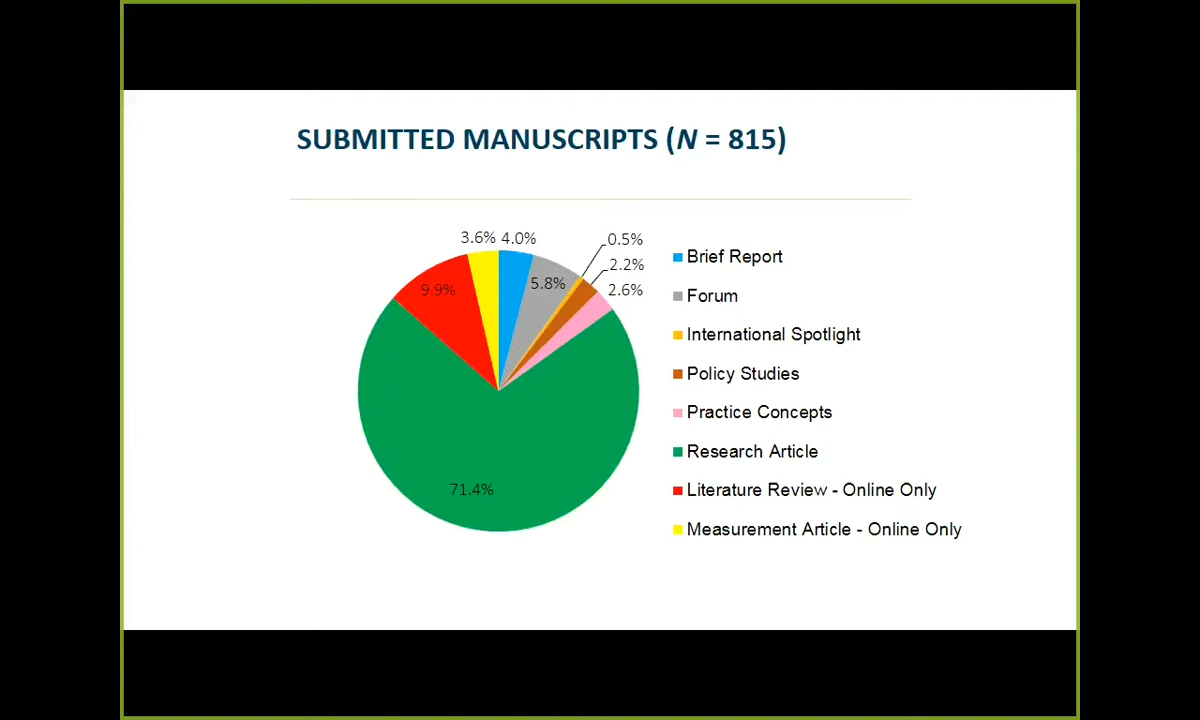 SUBMITTED MANUSCRIPTS (N = 815)
3.6%
4.0%
0.5%
2.2%
2.6%
5.8%
9.9%
71.4%
Brief Report
Forum
International Spotlight
Policy Studies
Practice Concepts
Research Article
Literature Review - Online Only
Measurement Article - Online Only